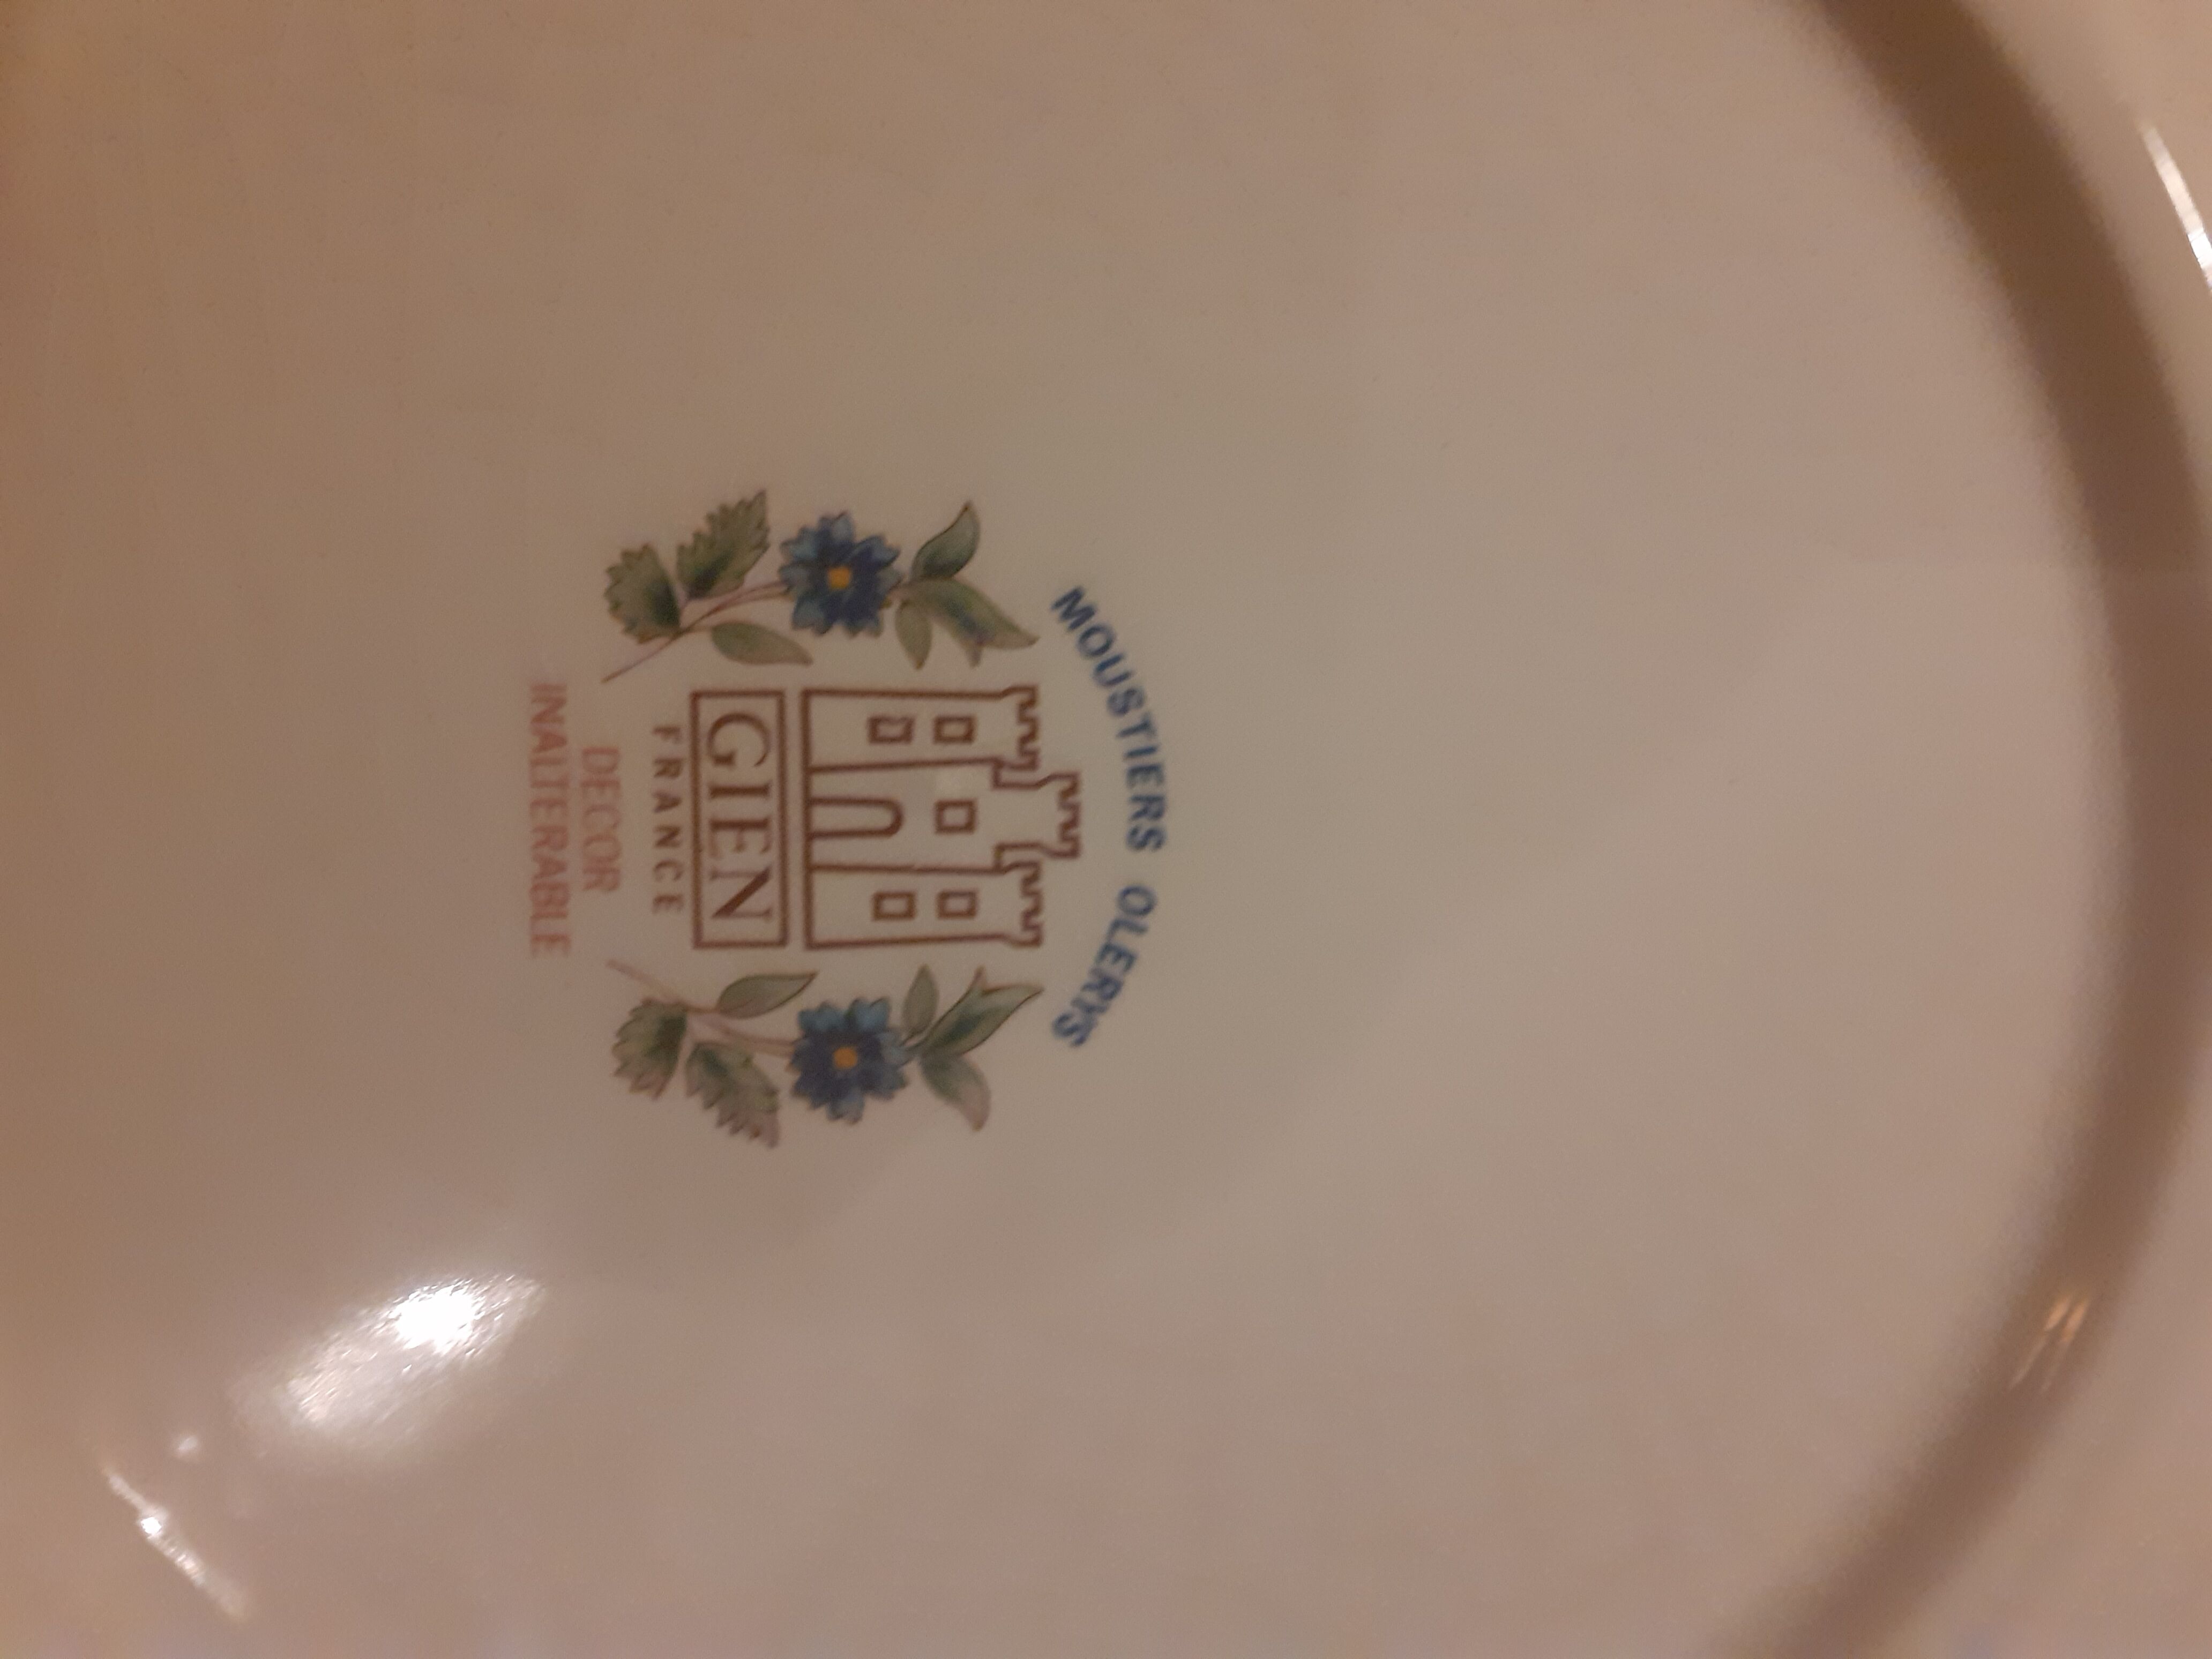 MOUSTIERS OLERYS
GIEN
FRANCE
DECOR
INALTERABLE